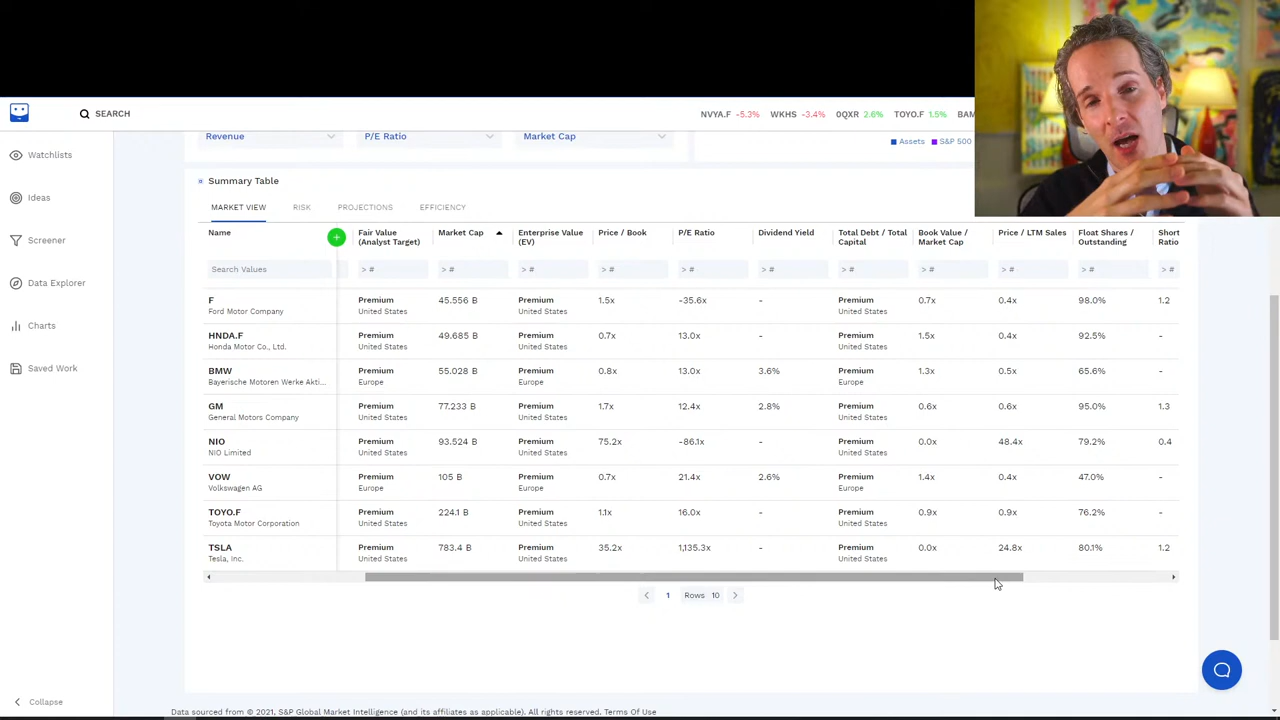 SEARCH
NVYA.F -5.3% WKHS -3.4% 0QXR 2.6% TOYO.F 1.5% BAM
Watchlists
Ideas
Screener
Data Explorer
Charts
Saved Work
Collapse
Revenue P/E Ratio Market Cap
Assets S&P 500
Summary Table
MARKET VIEW RISK PROJECTIONS EFFICIENCY
Name + Fair Value (Analyst Target) Market Cap Enterprise Value (EV) Price / Book P/E Ratio Dividend Yield Total Debt / Total Capital Book Value / Market Cap Price / LTM Sales Float Shares / Outstanding Short Ratio
Search Values > # > # > # > # > # > # > # > # > # > # > #
F Premium 45.556 B Premium 1.5x -35.6x - Premium 0.7x 0.4x 98.0% 1.2
Ford Motor Company United States United States United States
HNDA.F Premium 49.685 B Premium 0.7x 13.0x - Premium 1.5x 0.4x 92.5% -
Honda Motor Co., Ltd. United States United States United States
BMW Premium 55.028 B Premium 0.8x 13.0x 3.6% Premium 1.3x 0.5x 65.6% -
Bayerische Motoren Werke Akti... Europe Europe Europe
GM Premium 77.233 B Premium 1.7x 12.4x 2.8% Premium 0.6x 0.6x 95.0% 1.3
General Motors Company United States United States United States
NIO Premium 93.524 B Premium 75.2x -86.1x - Premium 0.0x 48.4x 79.2% 0.4
NIO Limited United States United States United States
VOW Premium 105 B Premium 0.7x 21.4x 2.6% Premium 1.4x 0.4x 47.0% -
Volkswagen AG Europe Europe Europe
TOYO.F Premium 224.1 B Premium 1.1x 16.0x - Premium 0.9x 0.9x 76.2% -
Toyota Motor Corporation United States United States United States
TSLA Premium 783.4 B Premium 35.2x 1,135.3x - Premium 0.0x 24.8x 80.1% 1.2
Tesla, Inc. United States United States United States
1 Rows 10
Data sourced from © 2021, S&P Global Market Intelligence (and its affiliates as applicable). All rights reserved. Terms Of Use